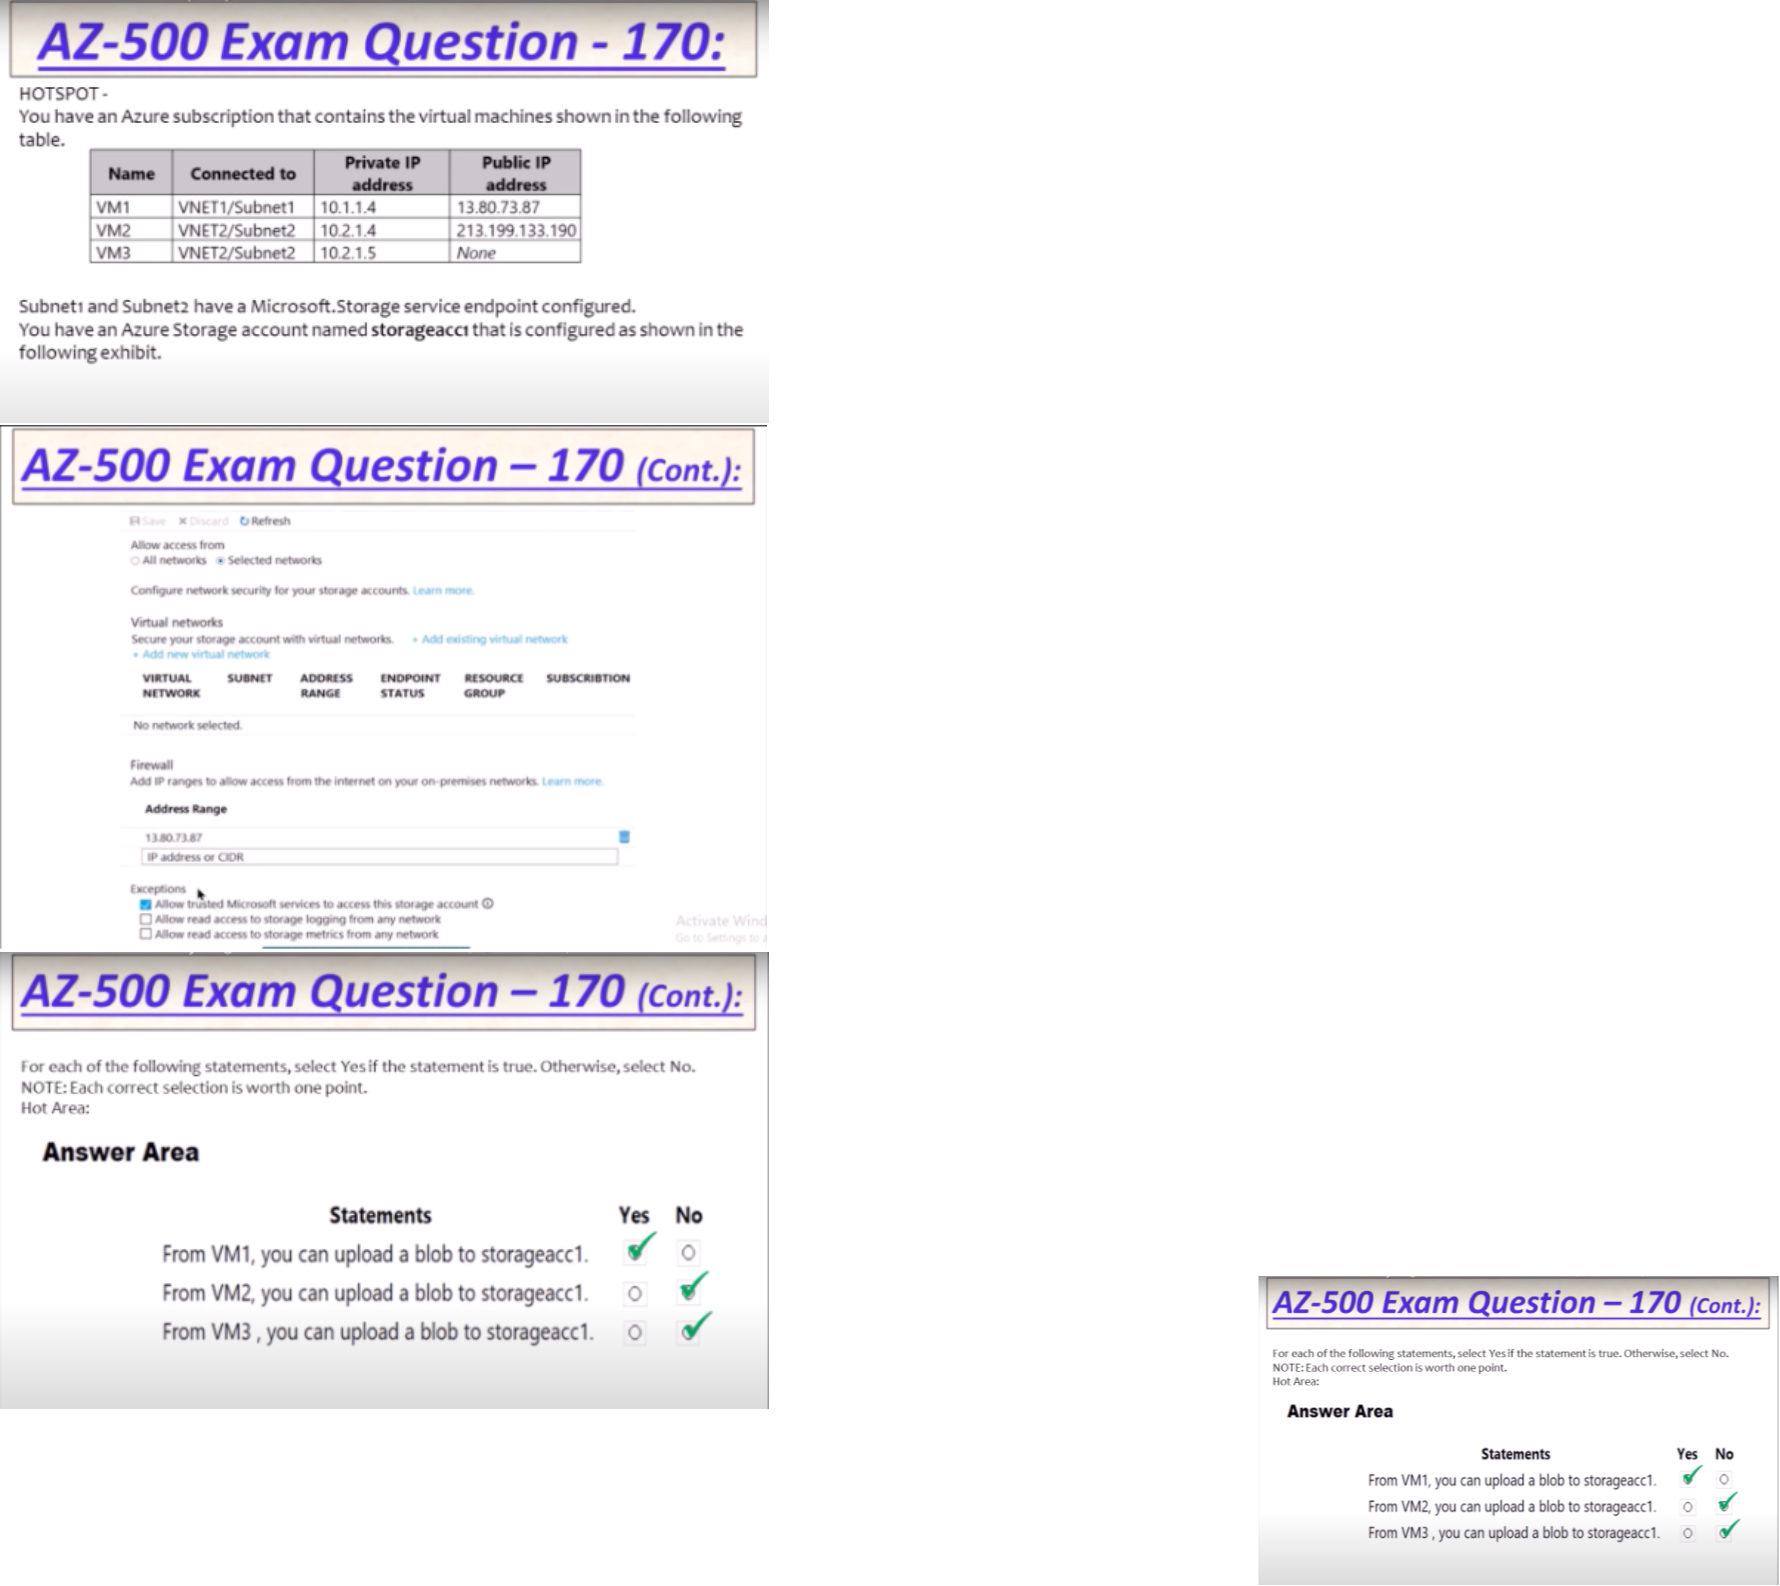 AZ-500 Exam Question - 170:
HOTSPOT -
You have an Azure subscription that contains the virtual machines shown in the following
table.
Name Connected to Private IP address Public IP address
VM1 VNET1/Subnet1 10.1.1.4 13.80.73.87
VM2 VNET2/Subnet2 10.2.1.4 213.199.133.190
VM3 VNET2/Subnet2 10.2.1.5 None
Subnet1 and Subnet2 have a Microsoft.Storage service endpoint configured.
You have an Azure Storage account named storageacc1 that is configured as shown in the
following exhibit.
AZ-500 Exam Question – 170 (Cont.):
Save Discard Refresh
Allow access from
All networks Selected networks
Configure network security for your storage accounts. Learn more.
Virtual networks
Secure your storage account with virtual networks. + Add existing virtual network
+ Add new virtual network
VIRTUAL NETWORK SUBNET ADDRESS RANGE ENDPOINT STATUS RESOURCE GROUP SUBSCRIBTION
No network selected.
Firewall
Add IP ranges to allow access from the internet on your on-premises networks. Learn more.
Address Range
13.80.73.87
IP address or CIDR
Exceptions
Allow trusted Microsoft services to access this storage account
Allow read access to storage logging from any network
Allow read access to storage metrics from any network
Activate Wind
Go to Settings to
AZ-500 Exam Question – 170 (Cont.):
For each of the following statements, select Yes if the statement is true. Otherwise, select No.
NOTE: Each correct selection is worth one point.
Hot Area:
Answer Area
Statements Yes No
From VM1, you can upload a blob to storageacc1.
From VM2, you can upload a blob to storageacc1.
From VM3 , you can upload a blob to storageacc1.
AZ-500 Exam Question – 170 (Cont.):
For each of the following statements, select Yes if the statement is true. Otherwise, select No.
NOTE: Each correct selection is worth one point.
Hot Area:
Answer Area
Statements Yes No
From VM1, you can upload a blob to storageacc1.
From VM2, you can upload a blob to storageacc1.
From VM3 , you can upload a blob to storageacc1.